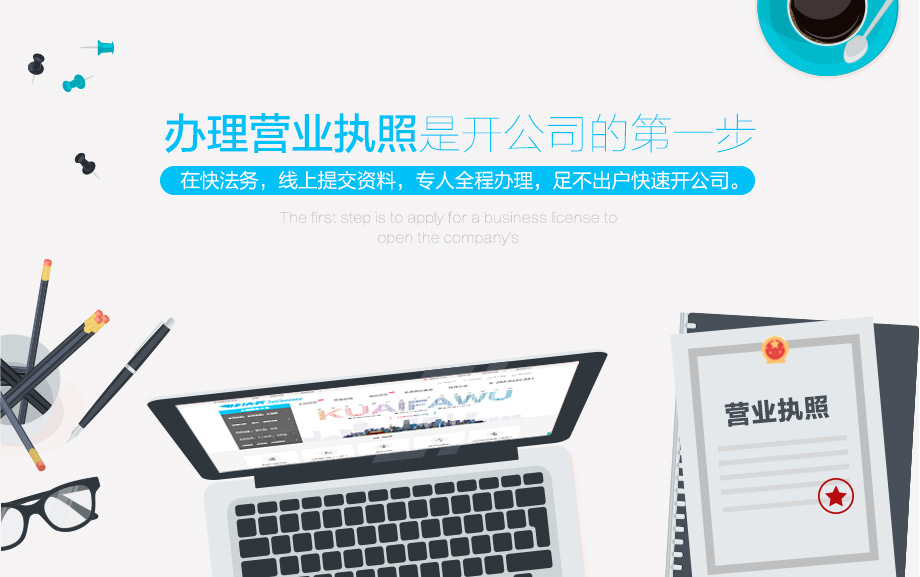 办理营业执照是开公司的第一步
在快法务，线上提交资料，专人全程办理，足不出户快速开公司。
The first step is to apply for a business license to
open the company's
KUAIFAWU
营业执照